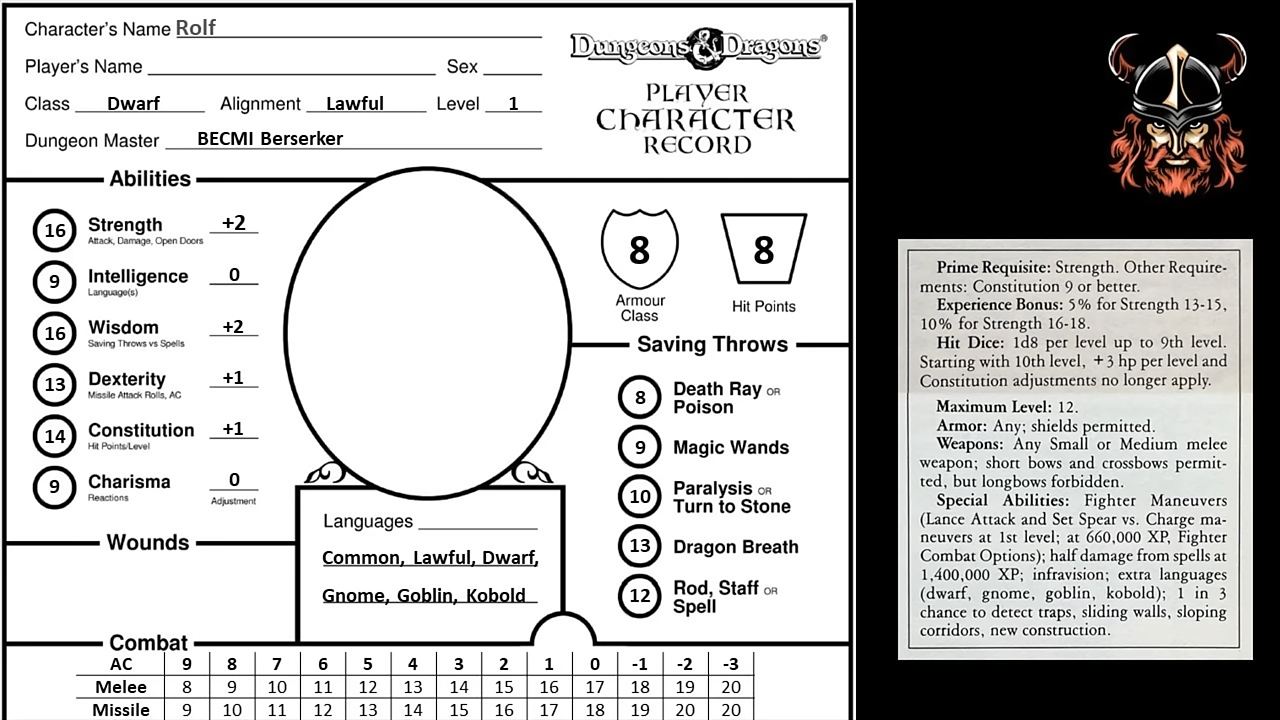 Character's Name Rolf
Player's Name Sex
Class Dwarf Alignment Lawful Level 1
Dungeon Master BECMI Berserker
Dungeons & Dragons®
PLAYER
CHARACTER
RECORD
Abilities
16 Strength +2
Attack, Damage, Open Doors
9 Intelligence 0
Language(s)
16 Wisdom +2
Saving Throws vs Spells
13 Dexterity +1
Missile Attack Rolls, AC
14 Constitution +1
Hit Points/Level
9 Charisma 0
Reactions Adjustment
8 8
Armour
Class
Hit Points
Saving Throws
8 Death Ray OR
Poison
9 Magic Wands
10 Paralysis OR
Turn to Stone
13 Dragon Breath
12 Rod, Staff OR
Spell
Languages
Common, Lawful, Dwarf,
Gnome, Goblin, Kobold
Wounds
Combat
AC 9 8 7 6 5 4 3 2 1 0 -1 -2 -3
Melee 8 9 10 11 12 13 14 15 16 17 18 19 20
Missile 9 10 11 12 13 14 15 16 17 18 19 20 20
Prime Requisite: Strength. Other Require-
ments: Constitution 9 or better.
Experience Bonus: 5% for Strength 13-15,
10% for Strength 16-18.
Hit Dice: 1d8 per level up to 9th level.
Starting with 10th level, +3 hp per level and
Constitution adjustments no longer apply.
Maximum Level: 12.
Armor: Any; shields permitted.
Weapons: Any Small or Medium melee
weapon; short bows and crossbows permit-
ted, but longbows forbidden.
Special Abilities: Fighter Maneuvers
(Lance Attack and Set Spear vs. Charge ma-
neuvers at 1st level; at 660,000 XP, Fighter
Combat Options); half damage from spells at
1,400,000 XP; infravision; extra languages
(dwarf, gnome, goblin, kobold); 1 in 3
chance to detect traps, sliding walls, sloping
corridors, new construction.